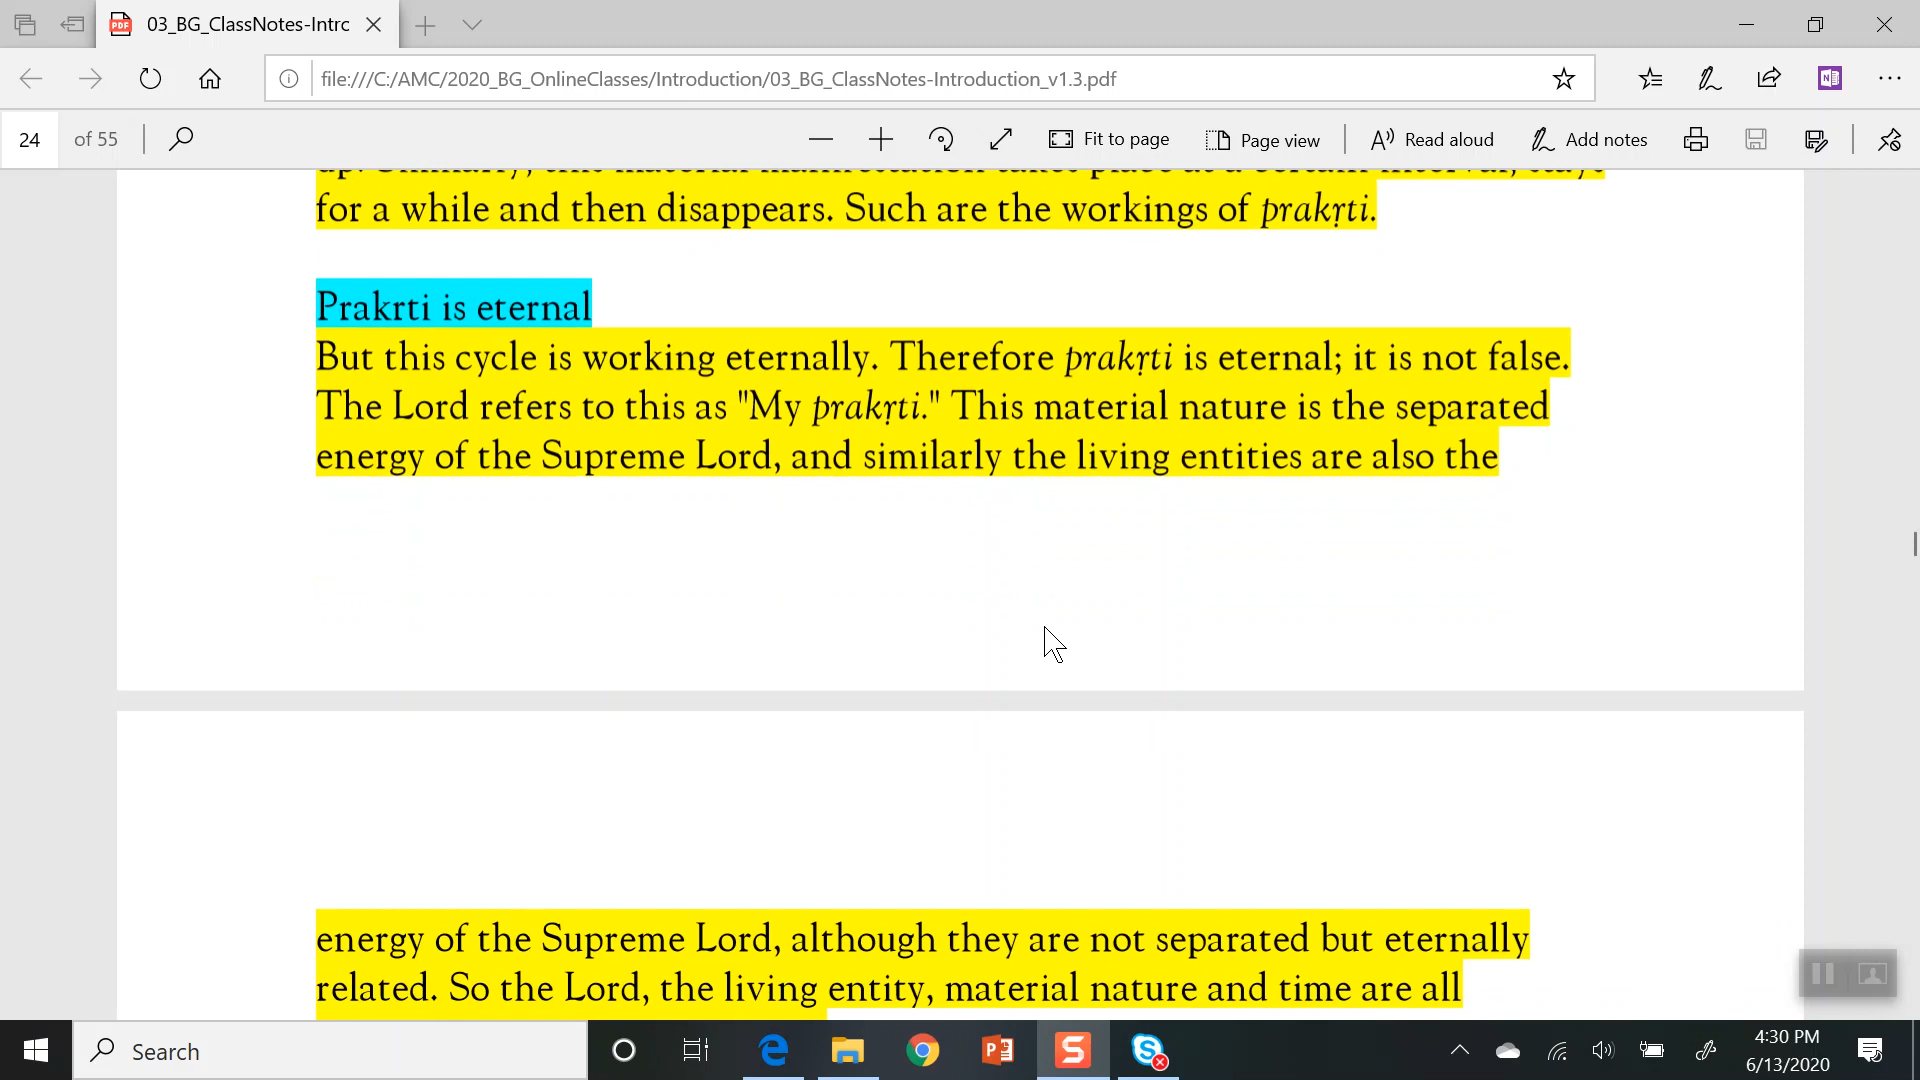 03_BG_ClassNotes-Intrc
file:///C:/AMC/2020_BG_OnlineClasses/Introduction/03_BG_ClassNotes-Introduction_v1.3.pdf
24 of 55 Fit to page Page view Read aloud Add notes
for a while and then disappears. Such are the workings of prakṛti.
Prakrti is eternal
But this cycle is working eternally. Therefore prakṛti is eternal; it is not false.
The Lord refers to this as "My prakṛti." This material nature is the separated
energy of the Supreme Lord, and similarly the living entities are also the
energy of the Supreme Lord, although they are not separated but eternally
related. So the Lord, the living entity, material nature and time are all
Search
4:30 PM
6/13/2020